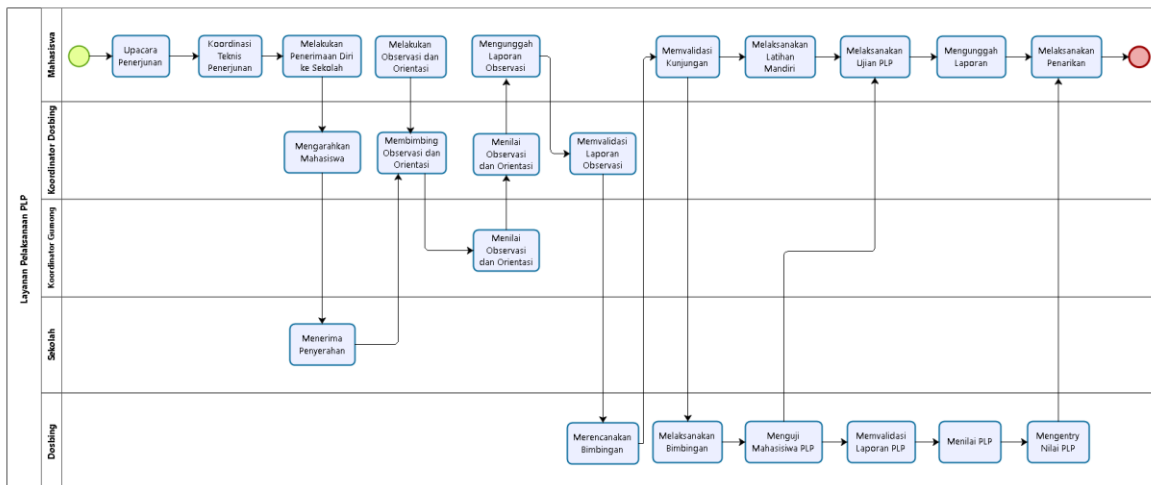 Layanan Pelaksanaan PLP
Mahasiswa
Upacara
Penerjunan
Koordinasi
Teknis
Penerjunan
Melakukan
Penerimaan Diri
ke Sekolah
Melakukan
Observasi dan
Orientasi
Mengunggah
Laporan
Observasi
Memvalidasi
Kunjungan
Melaksanakan
Latihan
Mandiri
Melaksanakan
Ujian PLP
Mengunggah
Laporan
Melaksanakan
Penarikan
Koordinator Dosbing
Mengarahkan
Mahasiswa
Membimbing
Observasi dan
Orientasi
Menilai
Observasi
dan Orientasi
Memvalidasi
Laporan
Observasi
Koordinator Gumong
Menilai
Observasi
dan Orientasi
Sekolah
Menerima
Penyerahan
Dosbing
Merencanakan
Bimbingan
Melaksanakan
Bimbingan
Menguji
Mahasisiwa PLP
Memvalidasi
Laporan PLP
Menilai PLP
Mengentry
Nilai PLP